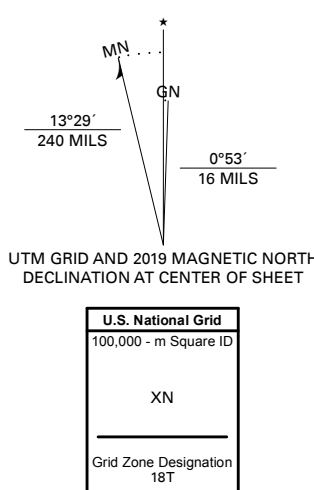 ★
MN
GN
13°29´
240 MILS
0°53´
16 MILS
UTM GRID AND 2019 MAGNETIC NORTH
DECLINATION AT CENTER OF SHEET
U.S. National Grid
100,000 - m Square ID
XN
Grid Zone Designation
18T